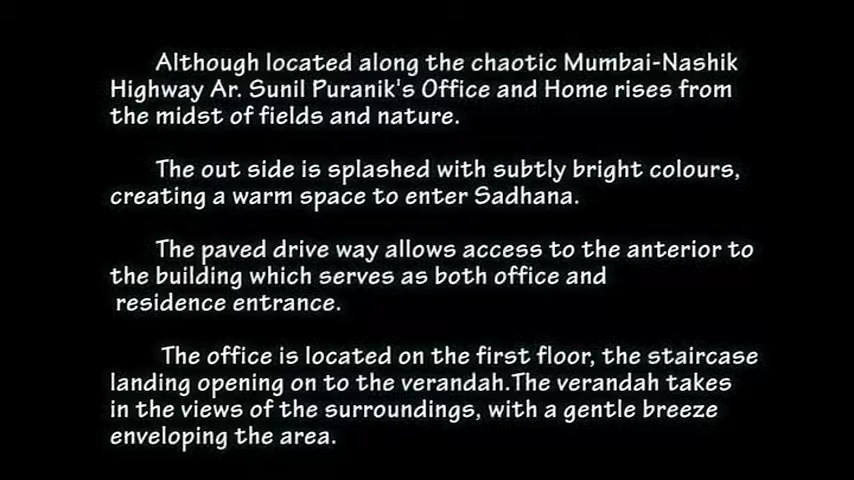 Although located along the chaotic Mumbai-Nashik
Highway Ar. Sunil Puranik's Office and Home rises from
the midst of fields and nature.
The out side is splashed with subtly bright colours,
creating a warm space to enter Sadhana.
The paved drive way allows access to the anterior to
the building which serves as both office and
residence entrance.
The office is located on the first floor, the staircase
landing opening on to the verandah.The verandah takes
in the views of the surroundings, with a gentle breeze
enveloping the area.